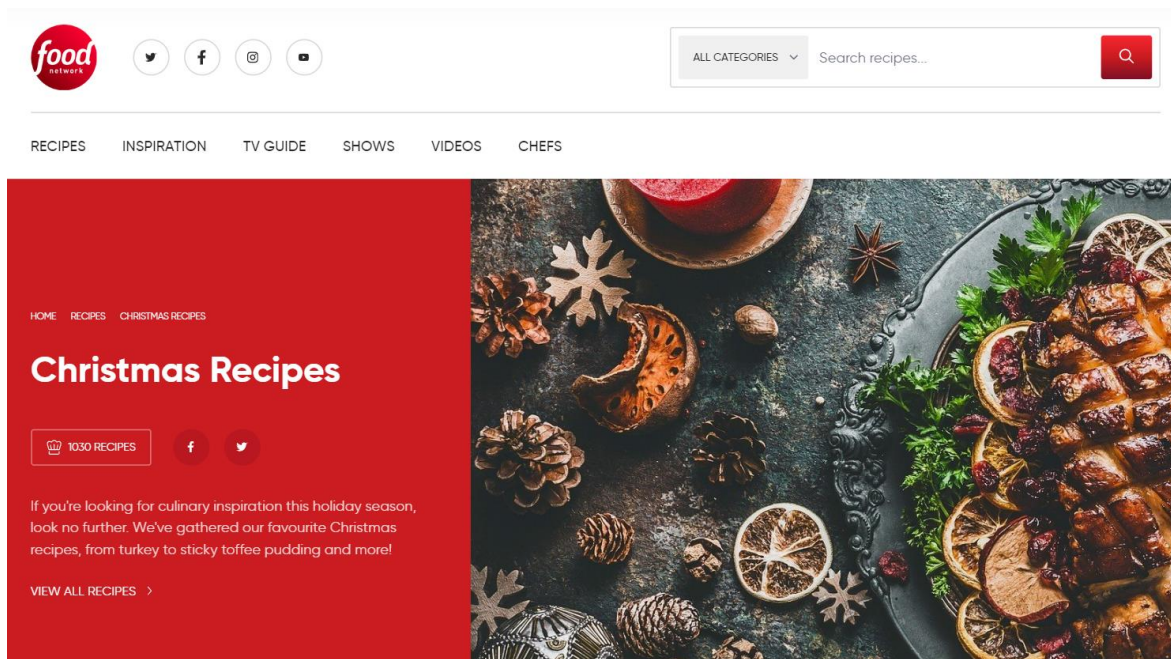 food
network
ALL CATEGORIES
Search recipes...
RECIPES INSPIRATION TV GUIDE SHOWS VIDEOS CHEFS
HOME RECIPES CHRISTMAS RECIPES
Christmas Recipes
1030 RECIPES
If you're looking for culinary inspiration this holiday season,
look no further. We've gathered our favourite Christmas
recipes, from turkey to sticky toffee pudding and more!
VIEW ALL RECIPES